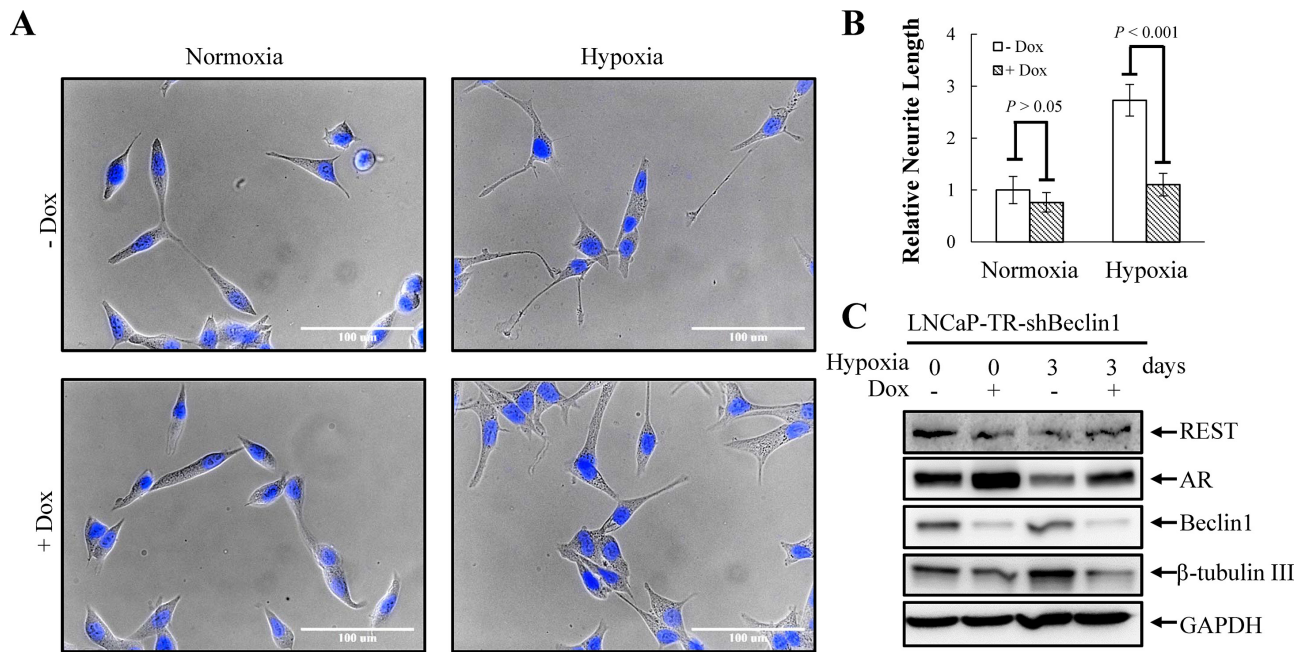 A
Normoxia
Hypoxia
- Dox
100 um
100 um
+ Dox
100 um
100 um
B
Relative Neurite Length
4
3
2
1
0
- Dox
+ Dox
P > 0.05
P < 0.001
Normoxia
Hypoxia
C
LNCaP-TR-shBeclin1
Hypoxia 0 0 3 3 days
Dox - + - +
REST
AR
Beclin1
β-tubulin III
GAPDH